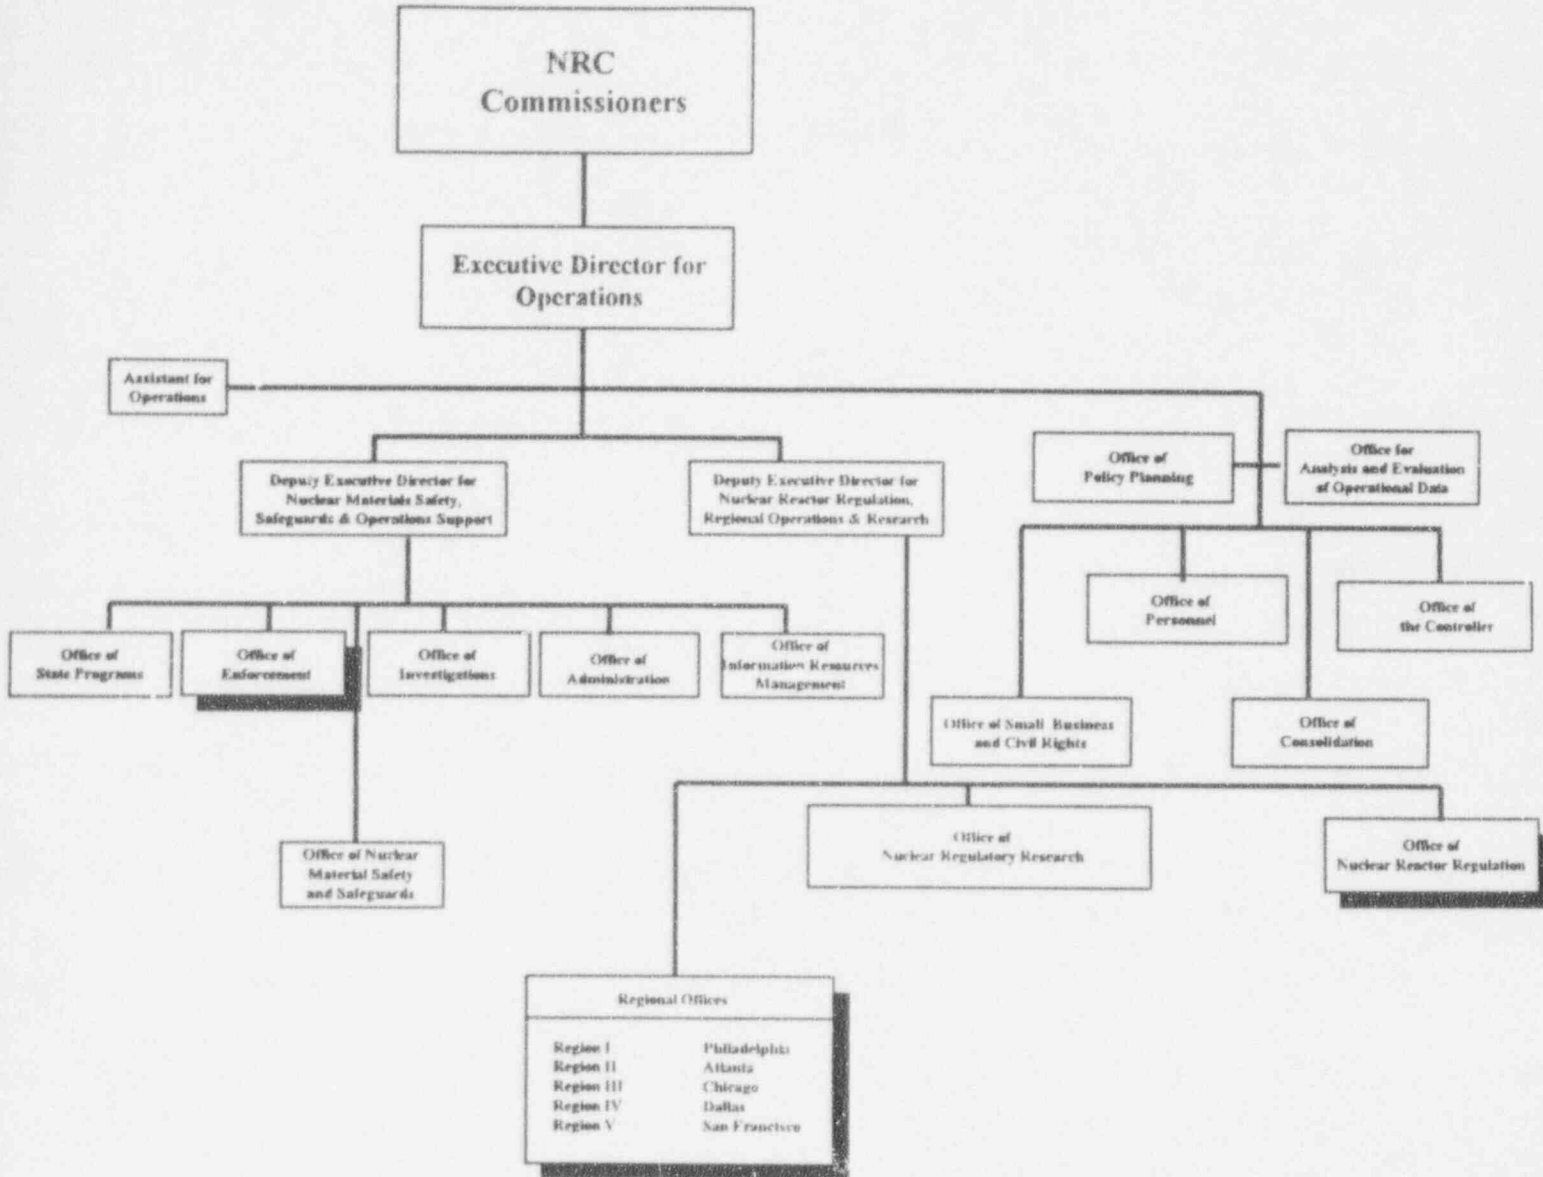 NRC
Commissioners
Executive Director for
Operations
Assistant for
Operations
Deputy Executive Director for
Nuclear Materials Safety,
Safeguards & Operations Support
Deputy Executive Director for
Nuclear Reactor Regulation,
Regional Operations & Research
Office of
Policy Planning
Office for
Analysis and Evaluation
of Operational Data
Office of
Personnel
Office of
the Controller
Office of
State Programs
Office of
Enforcement
Office of
Investigations
Office of
Administration
Office of
Information Resources
Management
Office of Small Business
and Civil Rights
Office of
Consolidation
Office of Nuclear
Material Safety
and Safeguards
Office of
Nuclear Regulatory Research
Office of
Nuclear Reactor Regulation
Regional Offices
Region I Philadelphia
Region II Atlanta
Region III Chicago
Region IV Dallas
Region V San Francisco